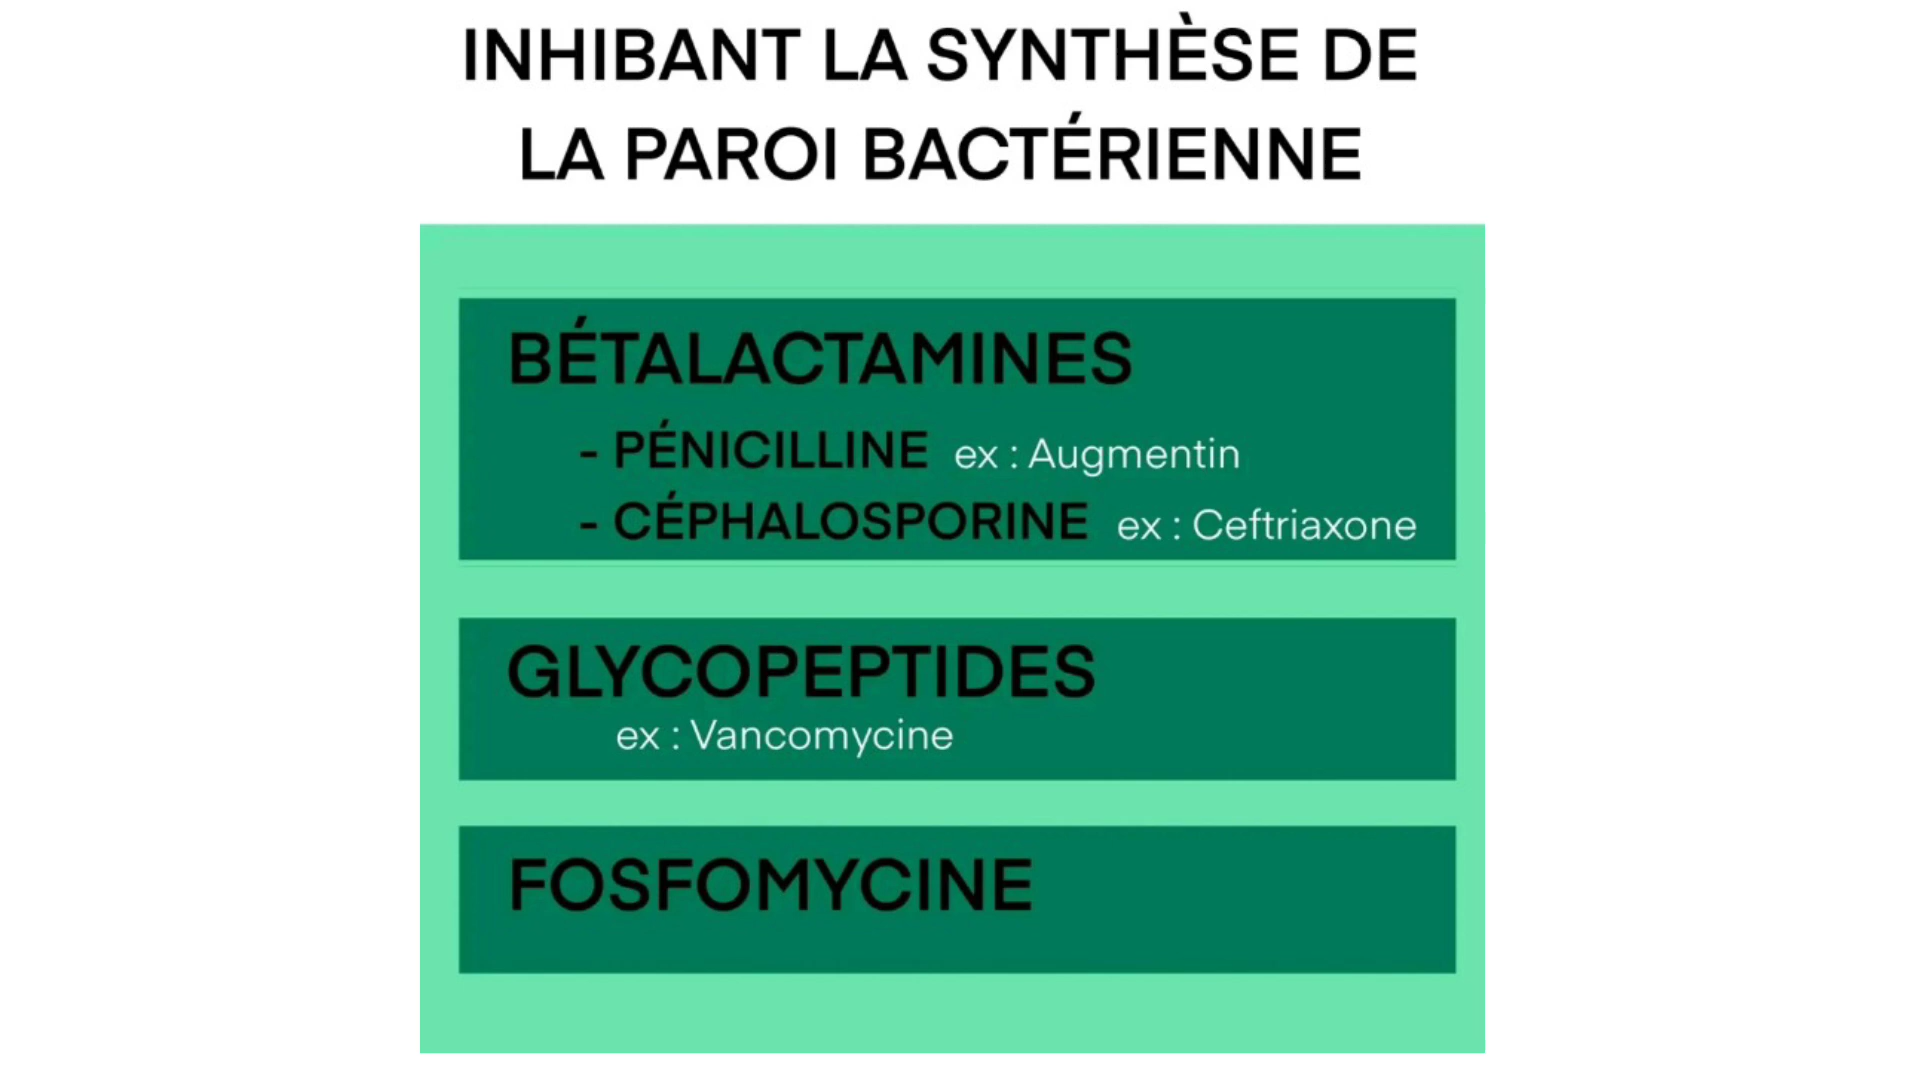 INHIBANT LA SYNTHÈSE DE
LA PAROI BACTÉRIENNE
BÉTALACTAMINES
- PÉNICILLINE ex : Augmentin
- CÉPHALOSPORINE ex : Ceftriaxone
GLYCOPEPTIDES
ex : Vancomycine
FOSFOMYCINE